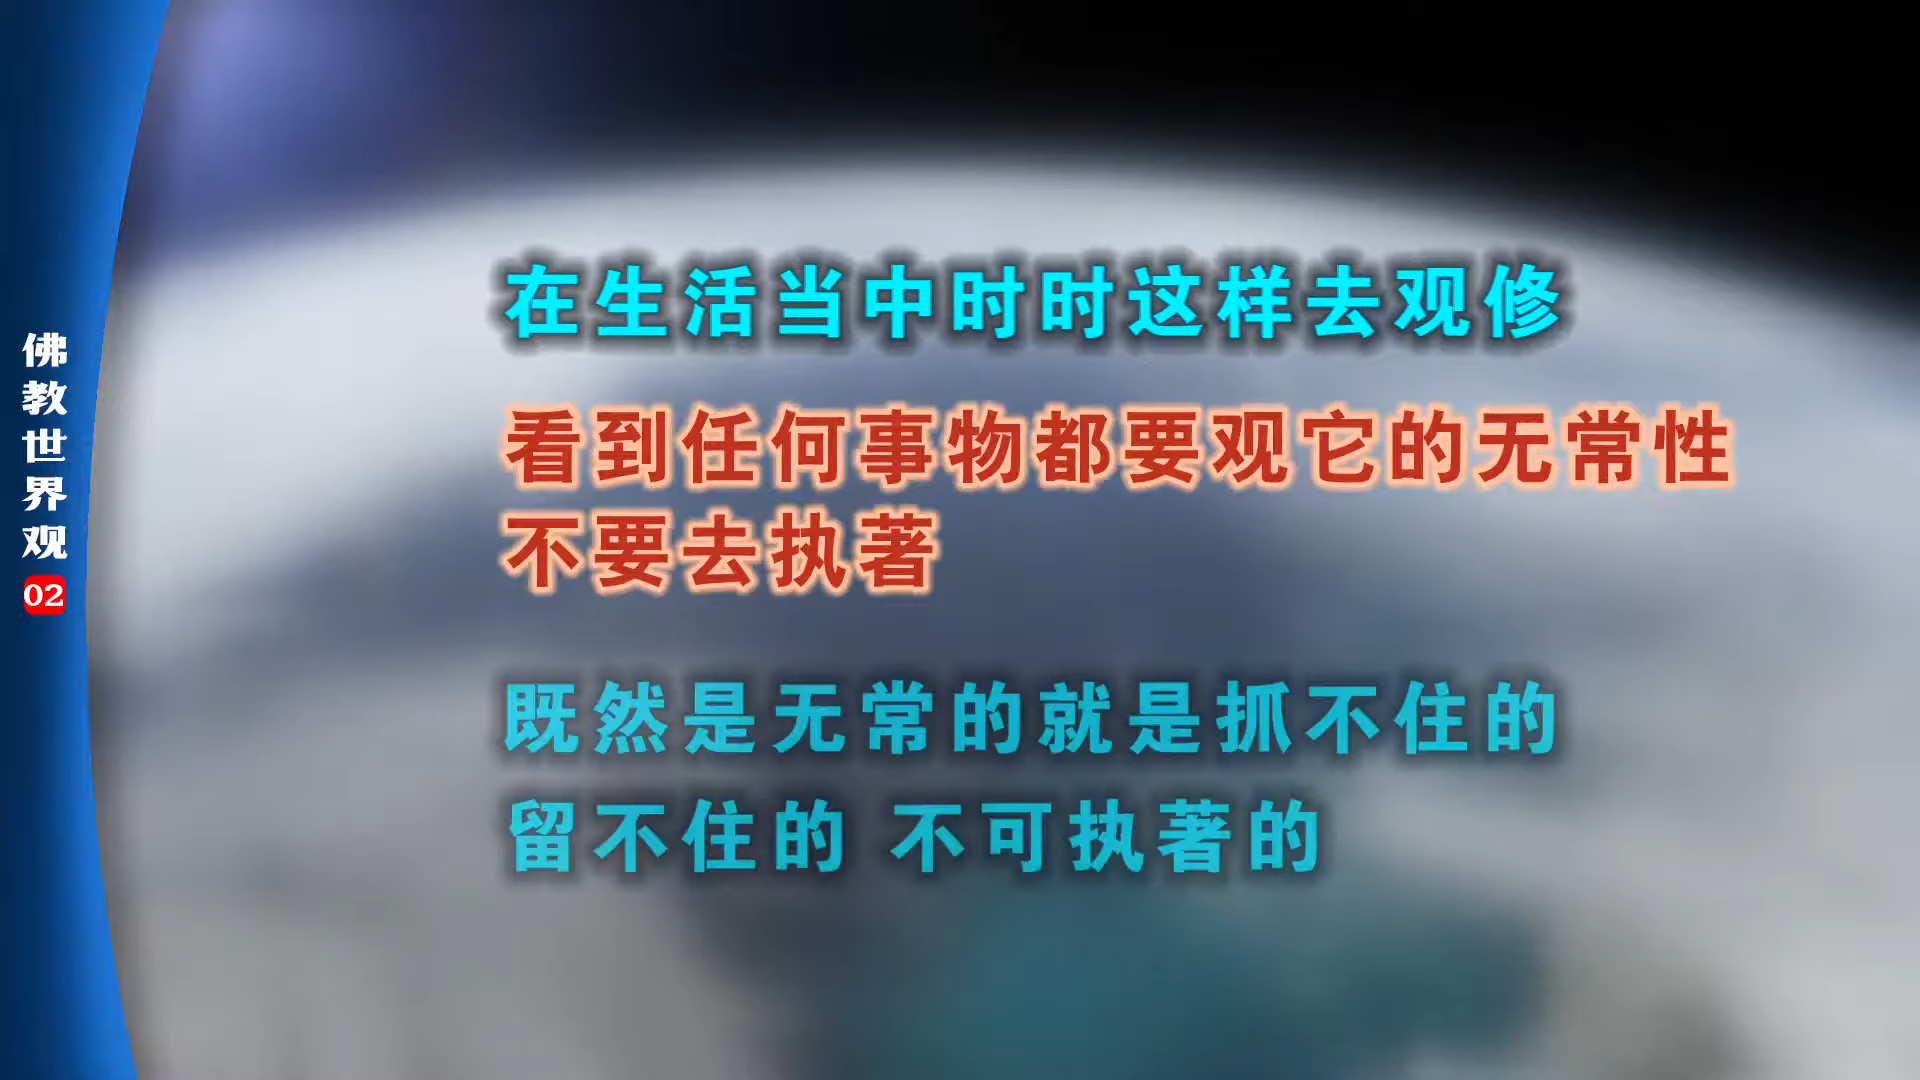 佛教世界观
02
在生活当中时时这样去观修
看到任何事物都要观它的无常性
不要去执著
既然是无常的就是抓不住的
留不住的 不可执著的